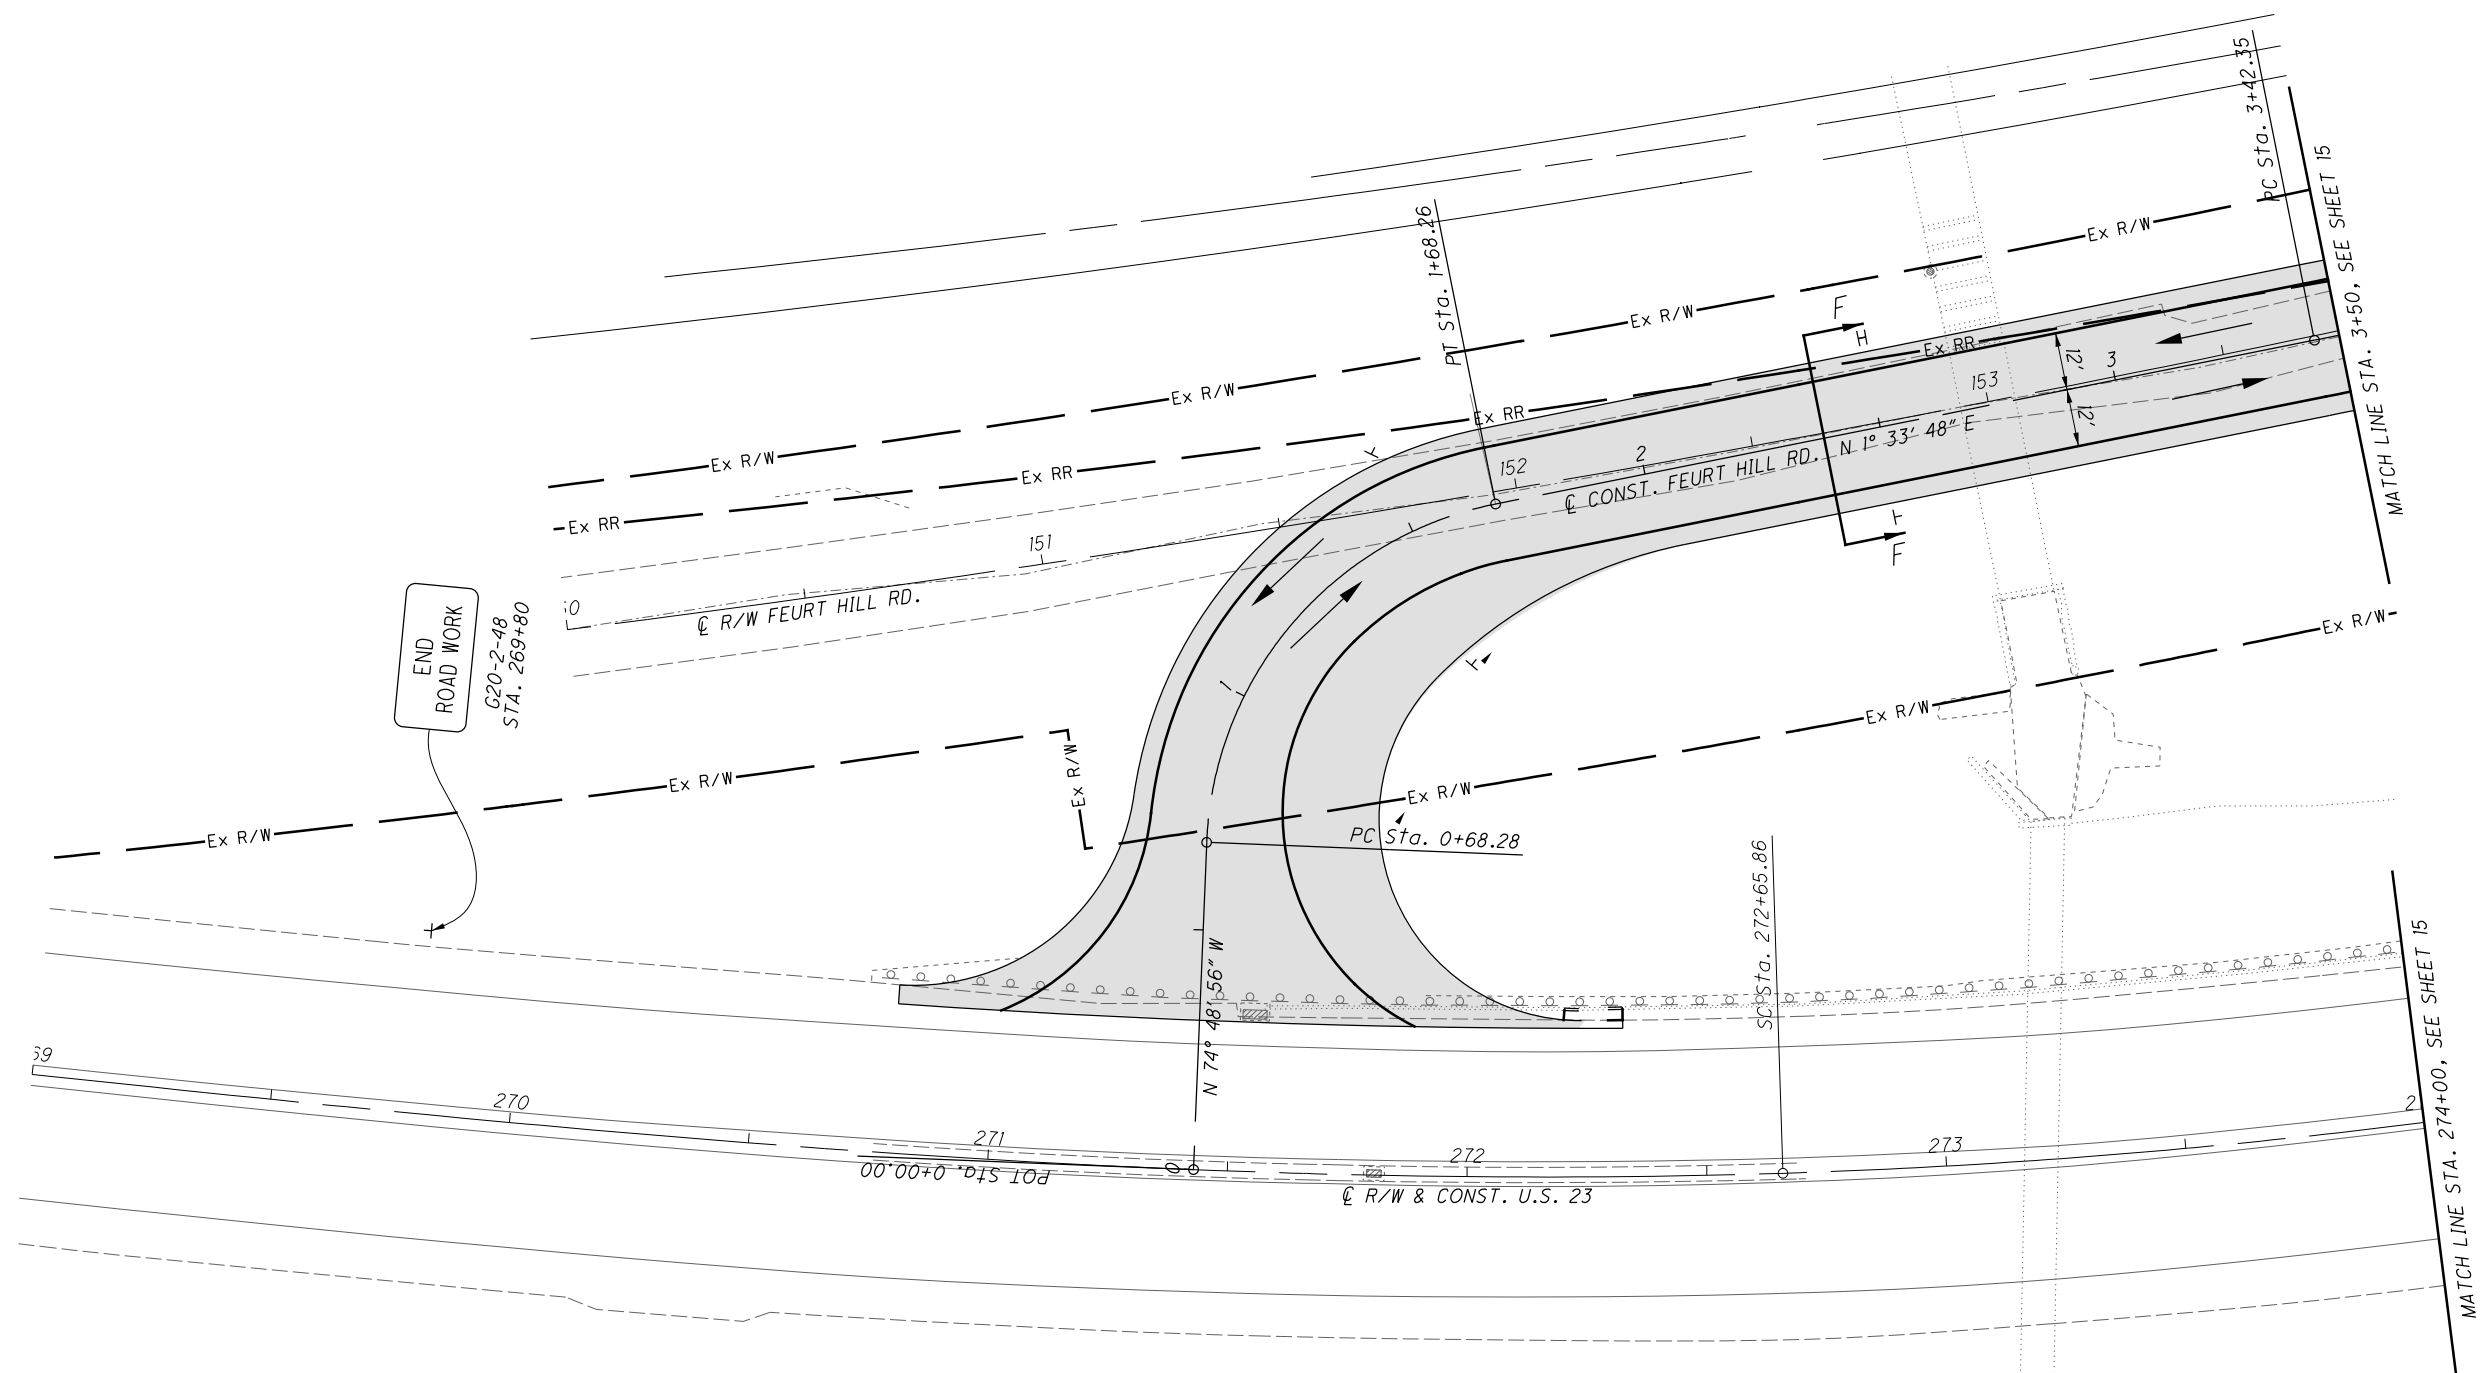 PC Sta. 3+42.35
MATCH LINE STA. 3+50, SEE SHEET 15
PT Sta. 1+68.26
Ex R/W
Ex R/W
Ex R/W
Ex R/W
Ex RR
Ex RR
Ex RR
Ex RR
F
H
12'
12'
3
153
2
152
151
℄ CONST. FEURT HILL RD. N 1° 33' 48" E
F
℄ R/W FEURT HILL RD.
END
ROAD WORK
G20-2-48
STA. 269+80
1
Ex R/W
Ex R/W
Ex R/W
Ex R/W
Ex R/W
Ex R/W
PC Sta. 0+68.28
SC Sta. 272+65.86
N 74° 48' 56" W
MATCH LINE STA. 274+00, SEE SHEET 15
270
271
272
273
2
0
POT Sta. 0+00.00
℄ R/W & CONST. U.S. 23